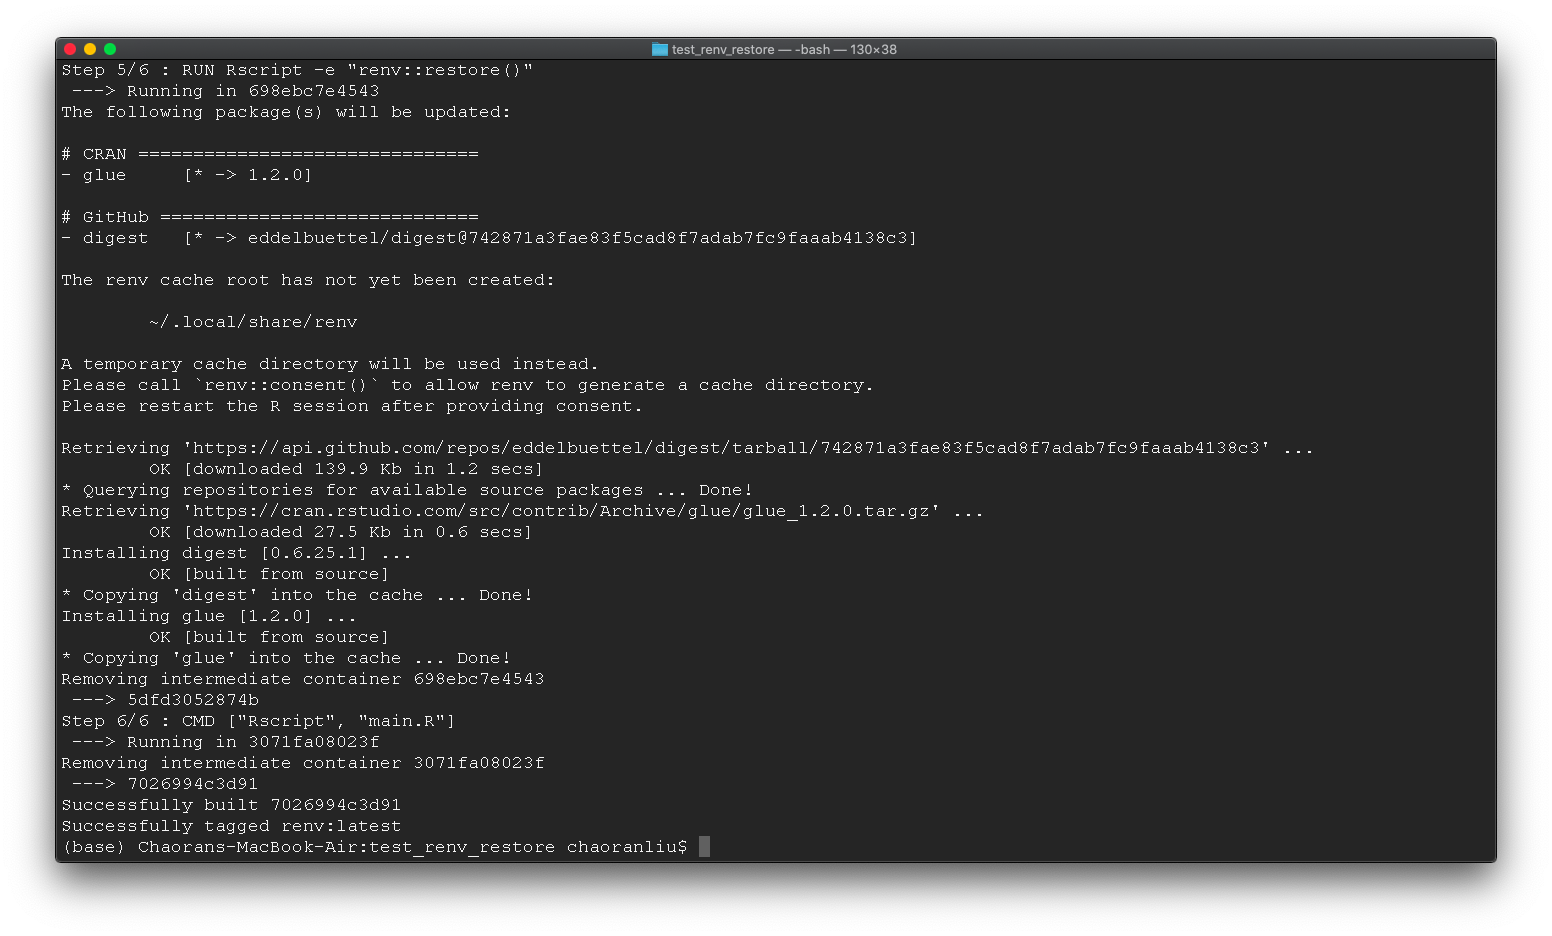 test_renv_restore — -bash — 130×38
Step 5/6 : RUN Rscript -e "renv::restore()"
 ---> Running in 698ebc7e4543
The following package(s) will be updated:

# CRAN ===============================
- glue     [* -> 1.2.0]

# GitHub =============================
- digest   [* -> eddelbuettel/digest@742871a3fae83f5cad8f7adab7fc9faaab4138c3]

The renv cache root has not yet been created:

        ~/.local/share/renv

A temporary cache directory will be used instead.
Please call `renv::consent()` to allow renv to generate a cache directory.
Please restart the R session after providing consent.

Retrieving 'https://api.github.com/repos/eddelbuettel/digest/tarball/742871a3fae83f5cad8f7adab7fc9faaab4138c3' ...
        OK [downloaded 139.9 Kb in 1.2 secs]
* Querying repositories for available source packages ... Done!
Retrieving 'https://cran.rstudio.com/src/contrib/Archive/glue/glue_1.2.0.tar.gz' ...
        OK [downloaded 27.5 Kb in 0.6 secs]
Installing digest [0.6.25.1] ...
        OK [built from source]
* Copying 'digest' into the cache ... Done!
Installing glue [1.2.0] ...
        OK [built from source]
* Copying 'glue' into the cache ... Done!
Removing intermediate container 698ebc7e4543
 ---> 5dfd3052874b
Step 6/6 : CMD ["Rscript", "main.R"]
 ---> Running in 3071fa08023f
Removing intermediate container 3071fa08023f
 ---> 7026994c3d91
Successfully built 7026994c3d91
Successfully tagged renv:latest
(base) Chaorans-MacBook-Air:test_renv_restore chaoranliu$